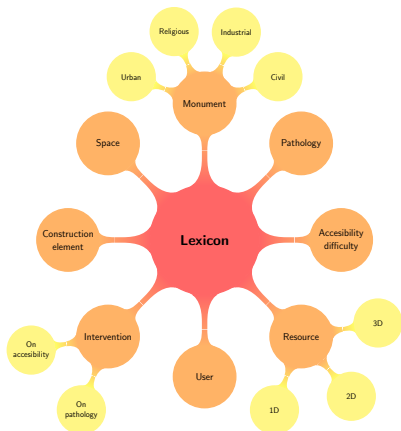 Religious
Industrial
Urban
Civil
Monument
Space
Pathology
Construction
element
Lexicon
Accesibility
difficulty
3D
Intervention
Resource
On
accesibility
User
2D
On
pathology
1D